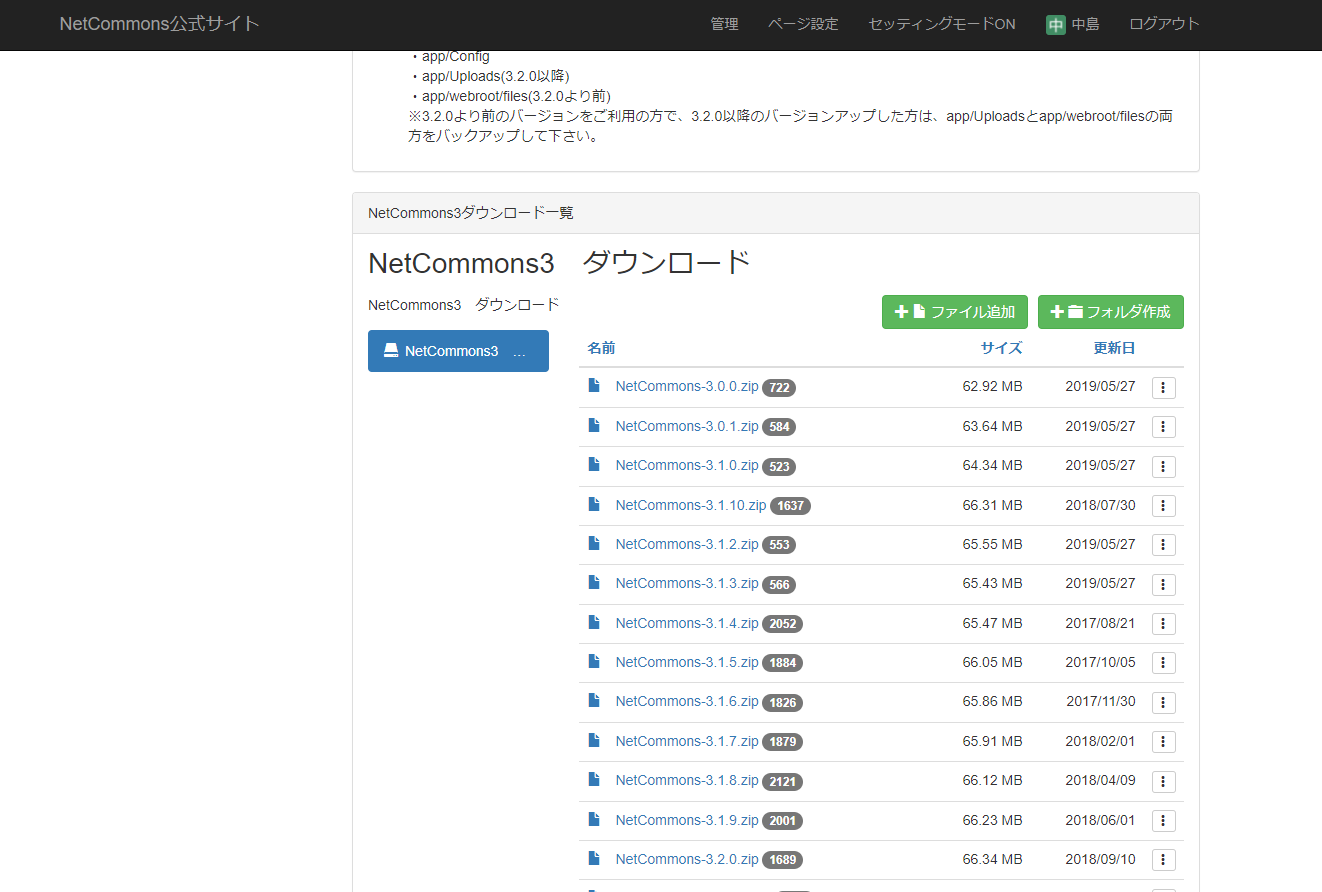 NetCommons公式サイト 管理 ページ設定 セッティングモードON 中 中島 ログアウト
・app/Config
・app/Uploads(3.2.0以降)
・app/webroot/files(3.2.0より前)
※3.2.0より前のバージョンをご利用の方で、3.2.0以降のバージョンアップした方は、app/Uploadsとapp/webroot/filesの両
方をバックアップして下さい。
NetCommons3ダウンロード一覧
NetCommons3　ダウンロード
NetCommons3　ダウンロード
ファイル追加 フォルダ作成
NetCommons3　…
名前 サイズ 更新日
NetCommons-3.0.0.zip 722 62.92 MB 2019/05/27
NetCommons-3.0.1.zip 584 63.64 MB 2019/05/27
NetCommons-3.1.0.zip 523 64.34 MB 2019/05/27
NetCommons-3.1.10.zip 1637 66.31 MB 2018/07/30
NetCommons-3.1.2.zip 553 65.55 MB 2019/05/27
NetCommons-3.1.3.zip 566 65.43 MB 2019/05/27
NetCommons-3.1.4.zip 2052 65.47 MB 2017/08/21
NetCommons-3.1.5.zip 1884 66.05 MB 2017/10/05
NetCommons-3.1.6.zip 1826 65.86 MB 2017/11/30
NetCommons-3.1.7.zip 1879 65.91 MB 2018/02/01
NetCommons-3.1.8.zip 2121 66.12 MB 2018/04/09
NetCommons-3.1.9.zip 2001 66.23 MB 2018/06/01
NetCommons-3.2.0.zip 1689 66.34 MB 2018/09/10